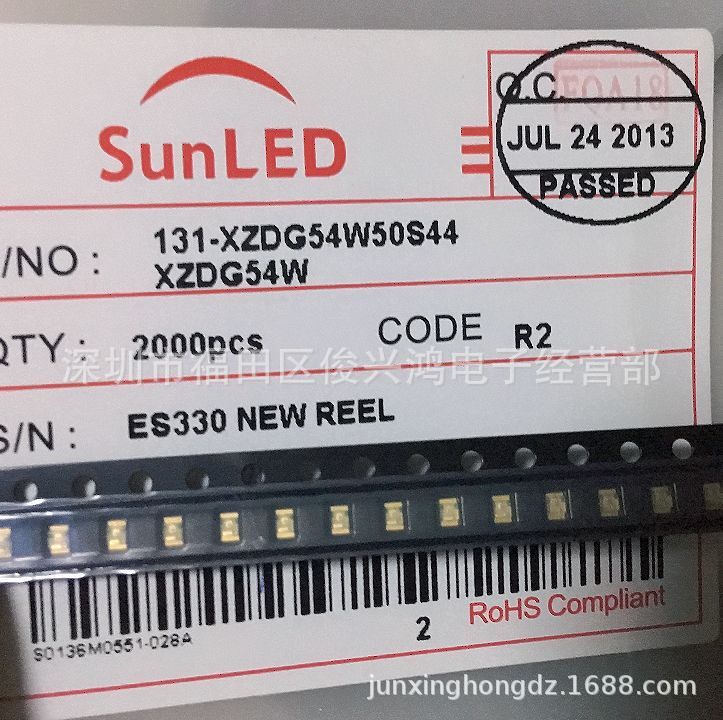 SunLED
Q.C.
EQV18
JUL 24 2013
PASSED
/NO : 131-XZDG54W50S44
XZDG54W
QTY : 2000pcs CODE R2
深圳市福田区俊兴鸿电子经营部
S/N : ES330 NEW REEL
RoHS Compliant
S0136M0551-028A
2
junxinghongdz.1688.com